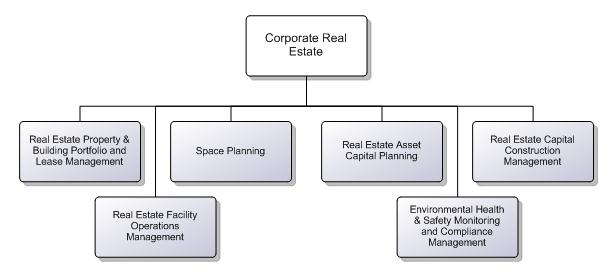 Corporate Real
Estate
Real Estate Property &
Building Portfolio and
Lease Management
Space Planning
Real Estate Asset
Capital Planning
Real Estate Capital
Construction
Management
Real Estate Facility
Operations
Management
Environmental Health
& Safety Monitoring
and Compliance
Management